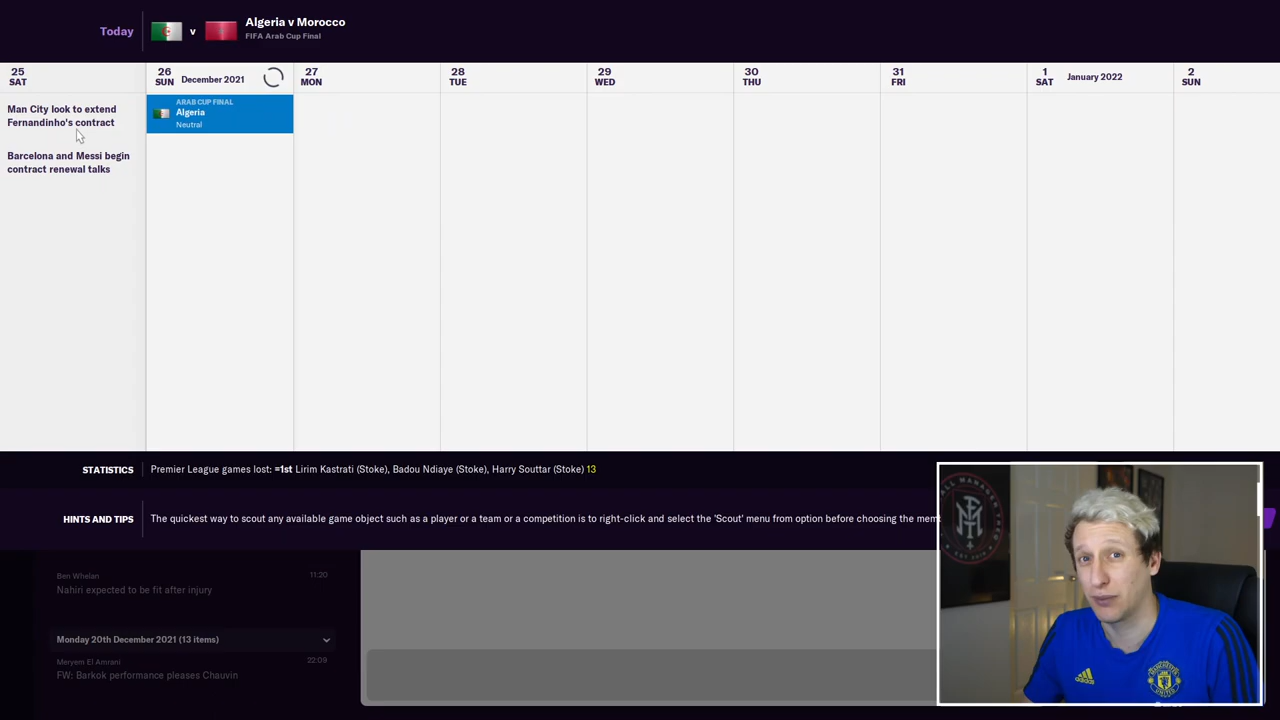 Today
v
Algeria v Morocco
FIFA Arab Cup Final
25
SAT
26
SUN
December 2021
27
MON
28
TUE
29
WED
30
THU
31
FRI
1
SAT
January 2022
2
SUN
Man City look to extend
Fernandinho's contract
Barcelona and Messi begin
contract renewal talks
ARAB CUP FINAL
Algeria
Neutral
STATISTICS
Premier League games lost: =1st Lirim Kastrati (Stoke), Badou Ndiaye (Stoke), Harry Souttar (Stoke) 13
HINTS AND TIPS
The quickest way to scout any available game object such as a player or a team or a competition is to right-click and select the 'Scout' menu from option before choosing the
Ben Whelan
11:20
Nahiri expected to be fit after injury
Monday 20th December 2021 (13 items)
Meryem El Amrani
22:09
FW: Barkok performance pleases Chauvin